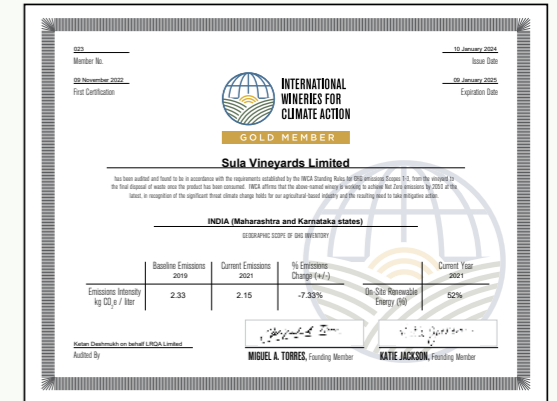 023
Member No.
10 January 2024
Issue Date
09 November 2022
First Certification
09 January 2025
Expiration Date
INTERNATIONAL
WINERIES FOR
CLIMATE ACTION
GOLD MEMBER
Sula Vineyards Limited
has been audited and found to be in accordance with the requirements established by the IWCA Standing Rules for GHG emissions Scopes 1-3, from the vineyard to
the final disposal of waste once the product has been consumed. IWCA affirms that the above-named winery is working to achieve Net Zero emissions by 2050 at the
latest, in recognition of the significant threat climate change holds for our agricultural-based industry and the resulting need to take mitigative action.
INDIA (Maharashtra and Karnataka states)
GEOGRAPHIC SCOPE OF GHG INVENTORY
Baseline Emissions 2019
Current Emissions 2021
% Emissions Change (+/-)
Current Year 2021
Emissions Intensity kg CO2e / liter
2.33
2.15
-7.33%
On-Site Renewable Energy (%)
52%
Ketan Deshmukh on behalf LRQA Limited
Audited By
MIGUEL A. TORRES, Founding Member
KATIE JACKSON, Founding Member